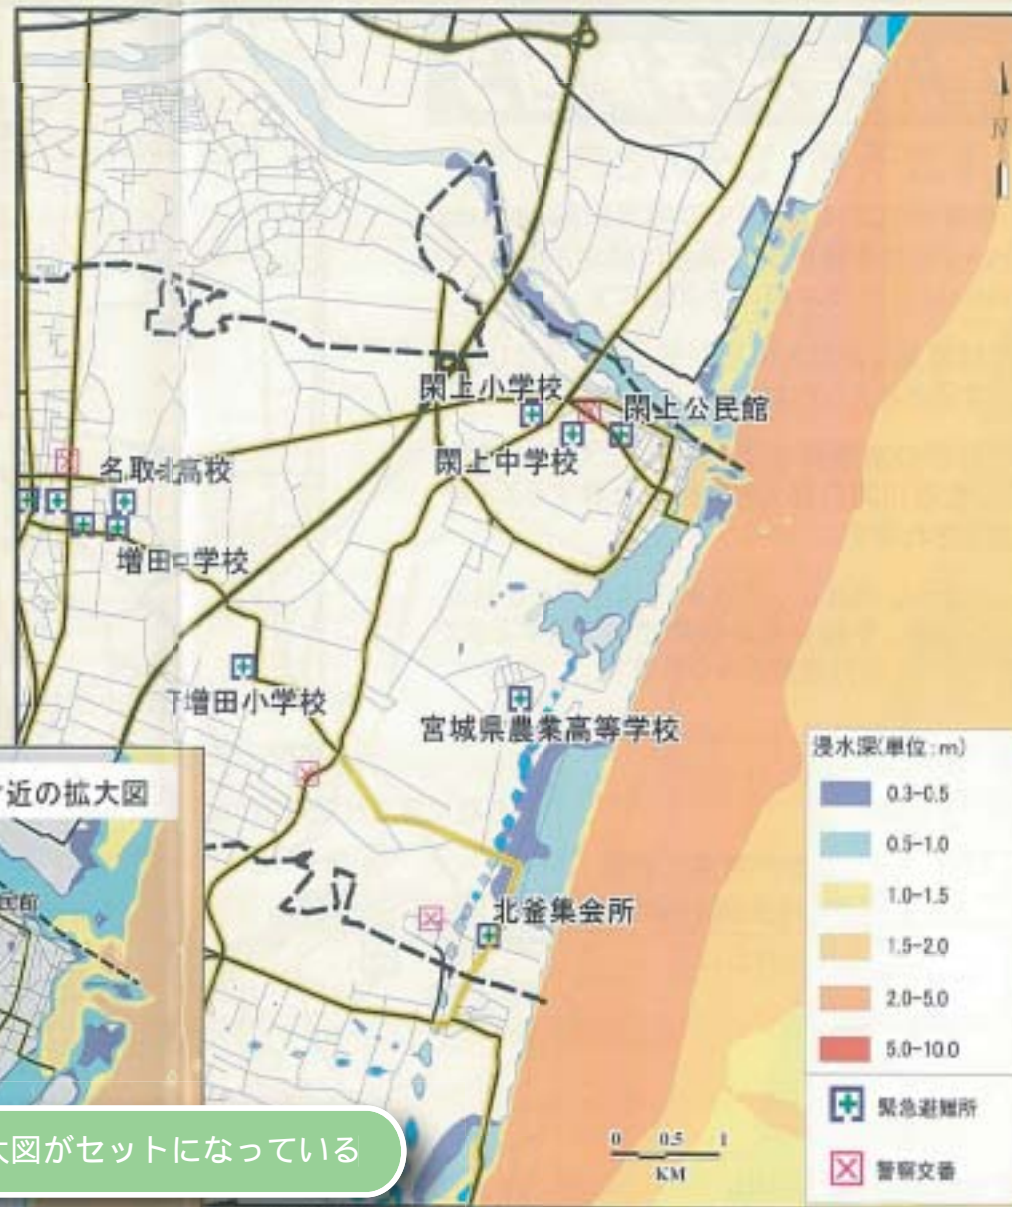 N
閖上小学校
閖上公民館
閖上中学校
名取北高校
増田中学校
下増田小学校
宮城県農業高等学校
北釜集会所
付近の拡大図
民館
大図がセットになっている
浸水深(単位:m)
0.3-0.5
0.5-1.0
1.0-1.5
1.5-2.0
2.0-5.0
5.0-10.0
緊急避難所
警察交番
0 0.5 1
KM